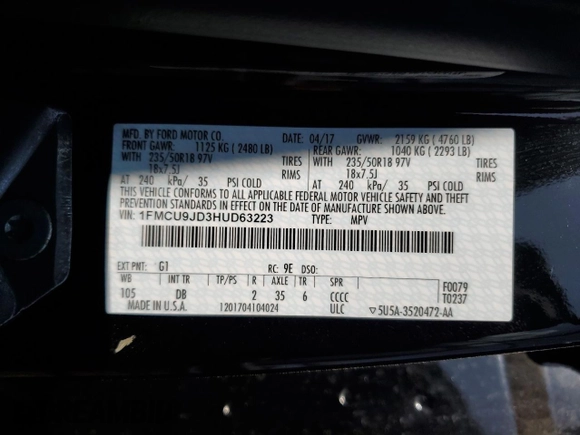 MFD. BY FORD MOTOR CO. DATE: 04/17 GVWR: 2159 KG ( 4760 LB)
FRONT GAWR: 1125 KG ( 2480 LB) REAR GAWR: 1040 KG ( 2293 LB)
WITH 235/50R18 97V TIRES WITH 235/50R18 97V TIRES
18x7.5J RIMS 18x7.5J RIMS
AT 240 kPa/ 35 PSI COLD AT 240 kPa/ 35 PSI COLD
THIS VEHICLE CONFORMS TO ALL APPLICABLE FEDERAL MOTOR VEHICLE SAFETY AND THEFT
PREVENTION STANDARDS IN EFFECT ON THE DATE OF MANUFACTURE SHOWN ABOVE.
VIN: 1FMCU9JD3HUD63223 TYPE: MPV
EXT PNT: G1 RC: 9E DSO:
WB INT TR TP/PS R AXLE TR SPR F0079
105 DB 2 35 6 CCCC T0237
MADE IN U.S.A. 1201704104024 ULC 5U5A-3520472-AA